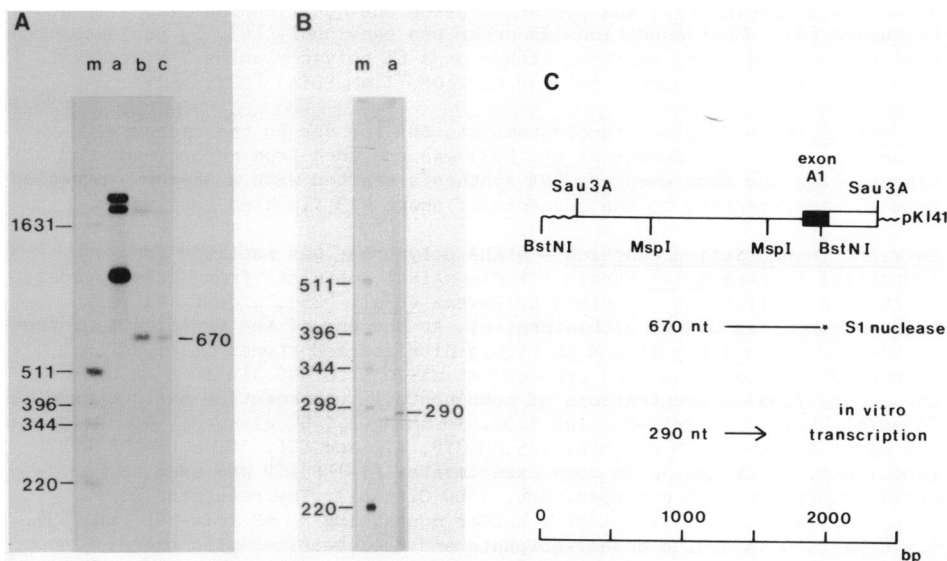 A
m a b c
1631
511
396
344
220
670
B
m
511
396
344
298
220
290
C
exon
A1
Sau 3A
Sau 3A
pKI41
BstNI
MspI
MspI
BstNI
670 nt
* S1 nuclease
290 nt
in vitro
transcription
0
1000
2000
bp